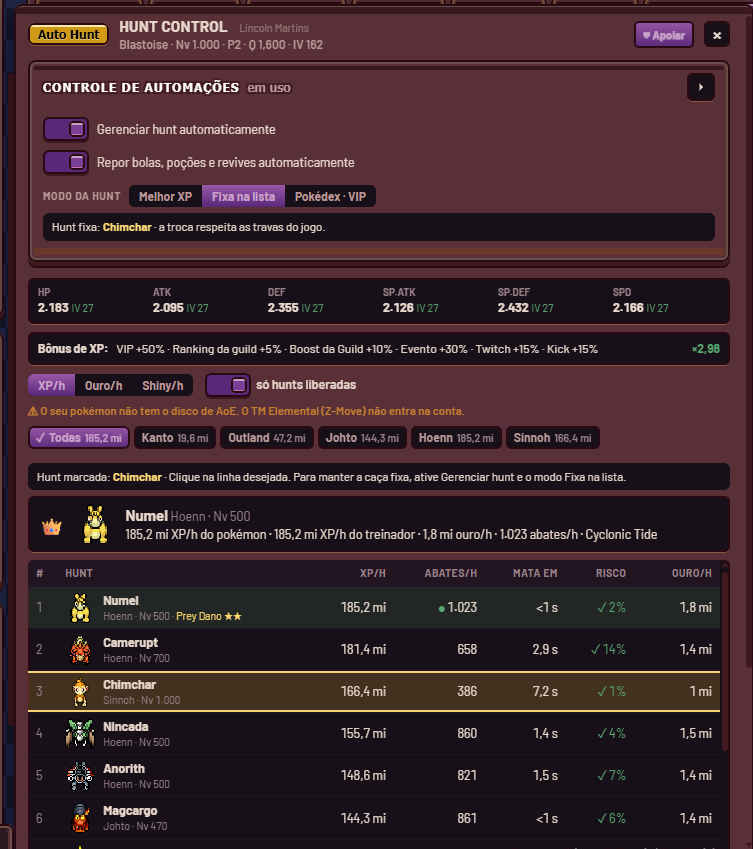 Auto Hunt HUNT CONTROL Lincoln Martins ♥ Apoiar ×
Blastoise · Nv 1.000 · P2 · Q 1,600 · IV 162
CONTROLE DE AUTOMAÇÕES em uso
Gerenciar hunt automaticamente
Repor bolas, poções e revives automaticamente
MODO DA HUNT Melhor XP Fixa na lista Pokédex · VIP
Hunt fixa: Chimchar · a troca respeita as travas do jogo.
HP ATK DEF SP.ATK SP.DEF SPD
2.183 IV 27 2.095 IV 27 2.355 IV 27 2.126 IV 27 2.432 IV 27 2.166 IV 27
Bônus de XP: VIP +50% · Ranking da guild +5% · Boost da Guild +10% · Evento +30% · Twitch +15% · Kick +15% ×2,98
XP/h Ouro/h Shiny/h só hunts liberadas
⚠ O seu pokémon não tem o disco de AoE. O TM Elemental (Z-Move) não entra na conta.
✓ Todas 185,2 mi Kanto 19,6 mi Outland 47,2 mi Johto 144,3 mi Hoenn 185,2 mi Sinnoh 166,4 mi
Hunt marcada: Chimchar · Clique na linha desejada. Para manter a caça fixa, ative Gerenciar hunt e o modo Fixa na lista.
Numel Hoenn · Nv 500
185,2 mi XP/h do pokémon · 185,2 mi XP/h do treinador · 1,8 mi ouro/h · 1.023 abates/h · Cyclonic Tide
# HUNT XP/H ABATES/H MATA EM RISCO OURO/H
1 Numel 185,2 mi ● 1.023 <1 s ✓ 2% 1,8 mi
Hoenn · Nv 500 · Prey Dano ★★
2 Camerupt 181,4 mi 658 2,9 s ✓ 14% 1,4 mi
Hoenn · Nv 700
3 Chimchar 166,4 mi 386 7,2 s ✓ 1% 1 mi
Sinnoh · Nv 1.000
4 Nincada 155,7 mi 860 1,4 s ✓ 4% 1,5 mi
Hoenn · Nv 500
5 Anorith 148,6 mi 821 1,5 s ✓ 7% 1,4 mi
Hoenn · Nv 500
6 Magcargo 144,3 mi 861 <1 s ✓ 6% 1,4 mi
Johto · Nv 470